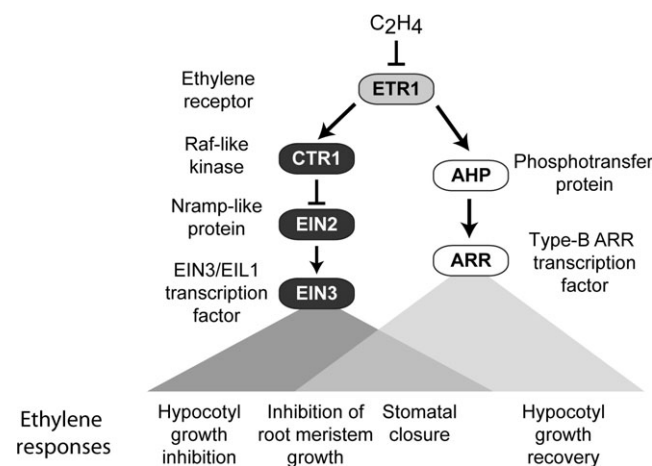 C2H4
Ethylene
receptor
ETR1
Raf-like
kinase
CTR1
AHP
Phosphotransfer
protein
Nramp-like
protein
EIN2
EIN3/EIL1
transcription
factor
EIN3
ARR
Type-B ARR
transcription
factor
Ethylene
responses
Hypocotyl
growth
inhibition
Inhibition of
root meristem
growth
Stomatal
closure
Hypocotyl
growth
recovery